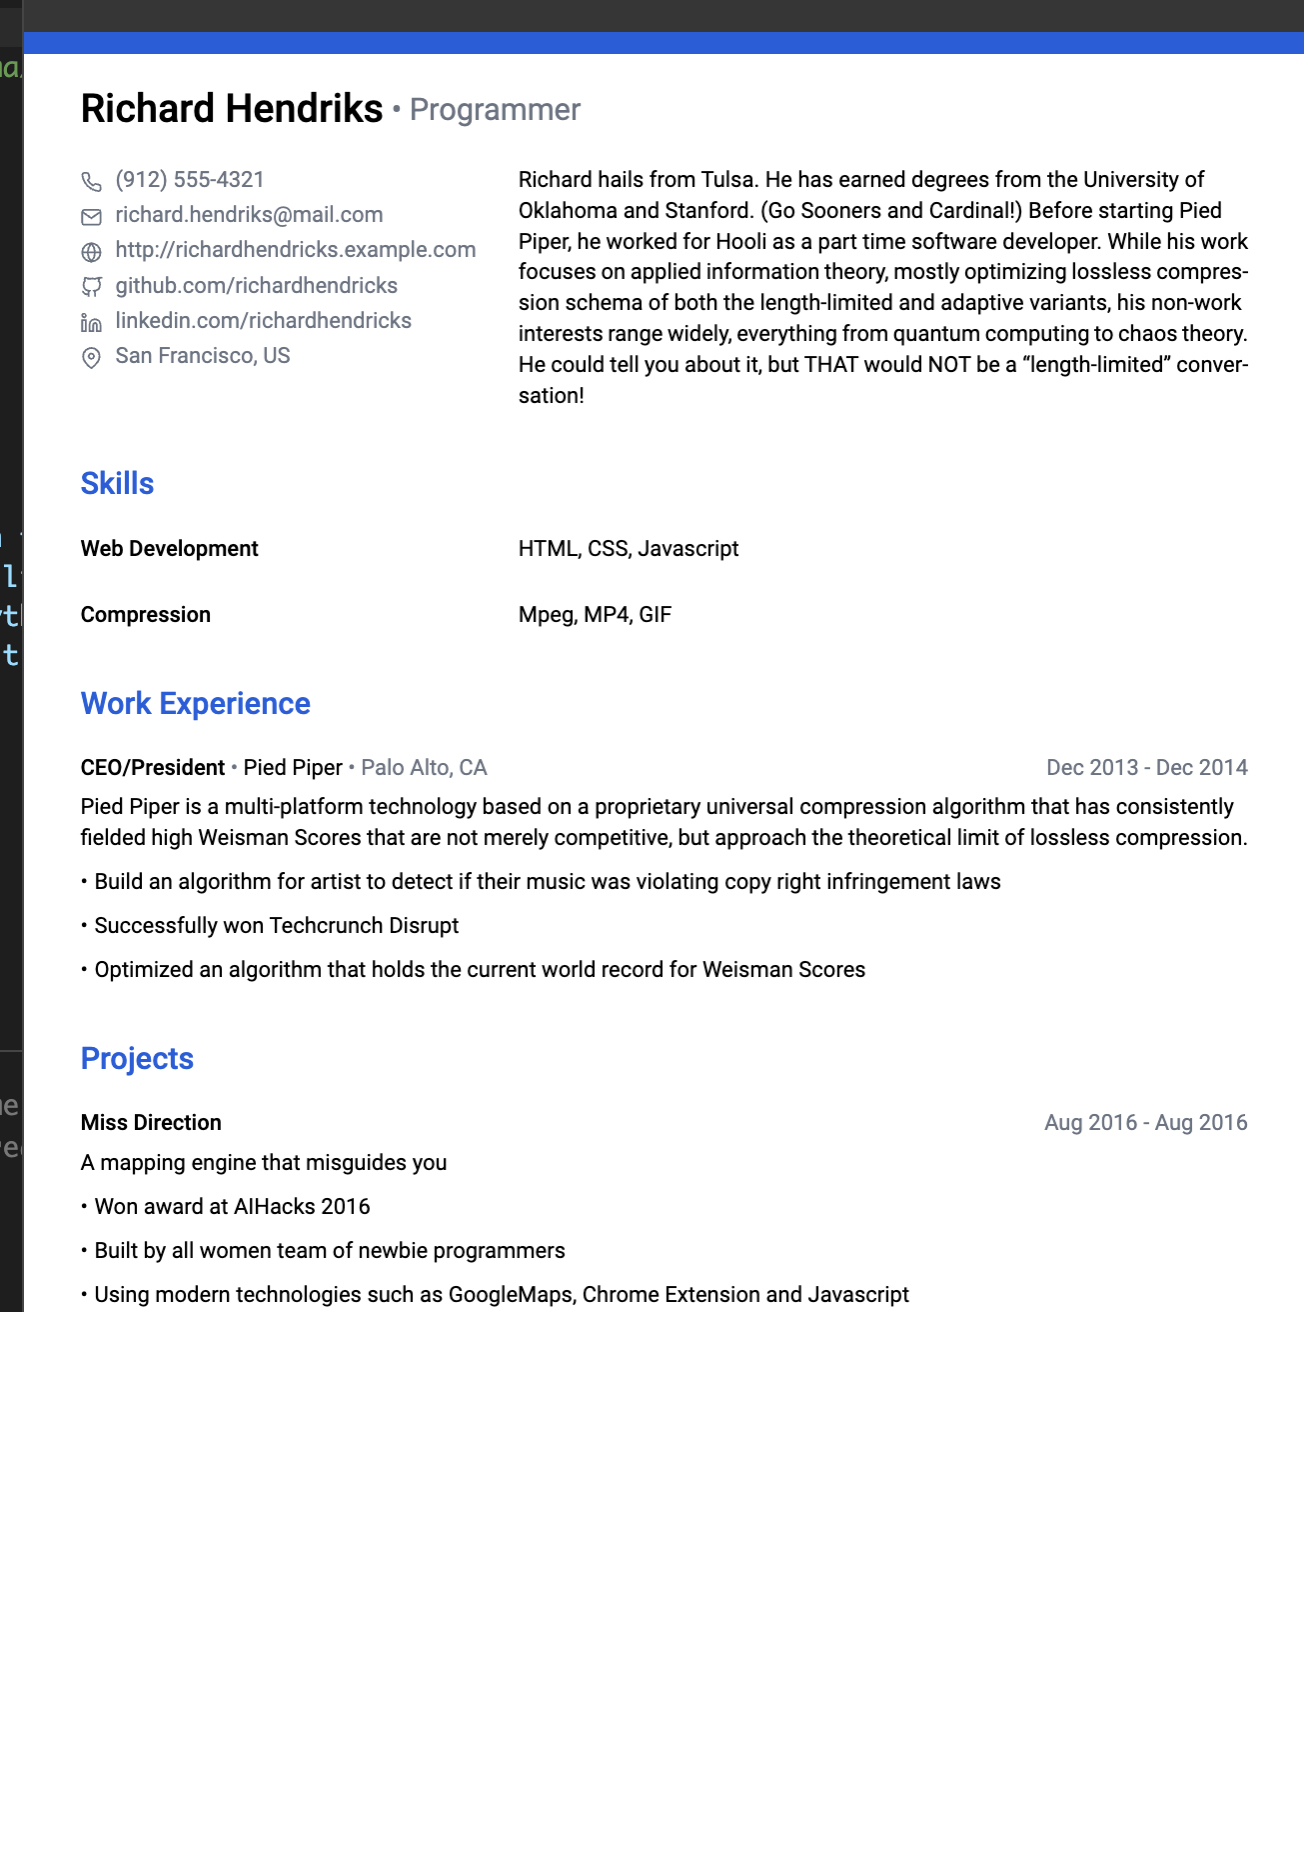 Richard Hendriks • Programmer
(912) 555-4321
richard.hendriks@mail.com
http://richardhendricks.example.com
github.com/richardhendricks
linkedin.com/richardhendricks
San Francisco, US
Richard hails from Tulsa. He has earned degrees from the University of
Oklahoma and Stanford. (Go Sooners and Cardinal!) Before starting Pied
Piper, he worked for Hooli as a part time software developer. While his work
focuses on applied information theory, mostly optimizing lossless compres-
sion schema of both the length-limited and adaptive variants, his non-work
interests range widely, everything from quantum computing to chaos theory.
He could tell you about it, but THAT would NOT be a “length-limited” conver-
sation!
Skills
Web Development HTML, CSS, Javascript
Compression Mpeg, MP4, GIF
Work Experience
CEO/President • Pied Piper • Palo Alto, CA Dec 2013 - Dec 2014
Pied Piper is a multi-platform technology based on a proprietary universal compression algorithm that has consistently
fielded high Weisman Scores that are not merely competitive, but approach the theoretical limit of lossless compression.
• Build an algorithm for artist to detect if their music was violating copy right infringement laws
• Successfully won Techcrunch Disrupt
• Optimized an algorithm that holds the current world record for Weisman Scores
Projects
Miss Direction Aug 2016 - Aug 2016
A mapping engine that misguides you
• Won award at AIHacks 2016
• Built by all women team of newbie programmers
• Using modern technologies such as GoogleMaps, Chrome Extension and Javascript